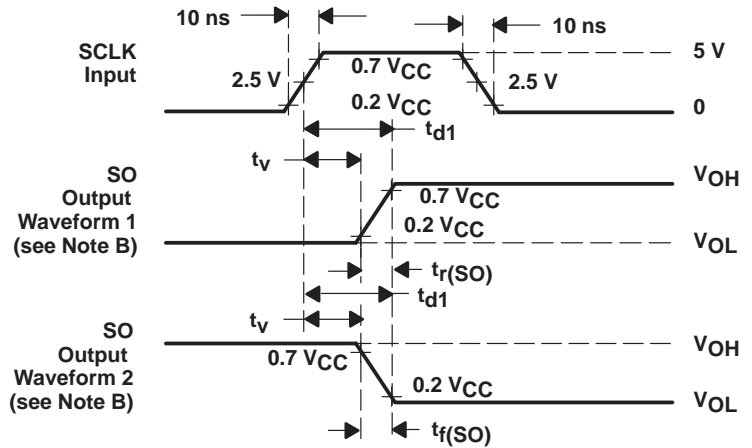 10 ns
10 ns
SCLK
Input
5 V
0.7 VCC
2.5 V
2.5 V
0.2 VCC
0
td1
tv
SO
Output
Waveform 1
(see Note B)
VOH
0.7 VCC
0.2 VCC
VOL
tr(SO)
td1
tv
SO
Output
Waveform 2
(see Note B)
VOH
0.7 VCC
0.2 VCC
VOL
tf(SO)